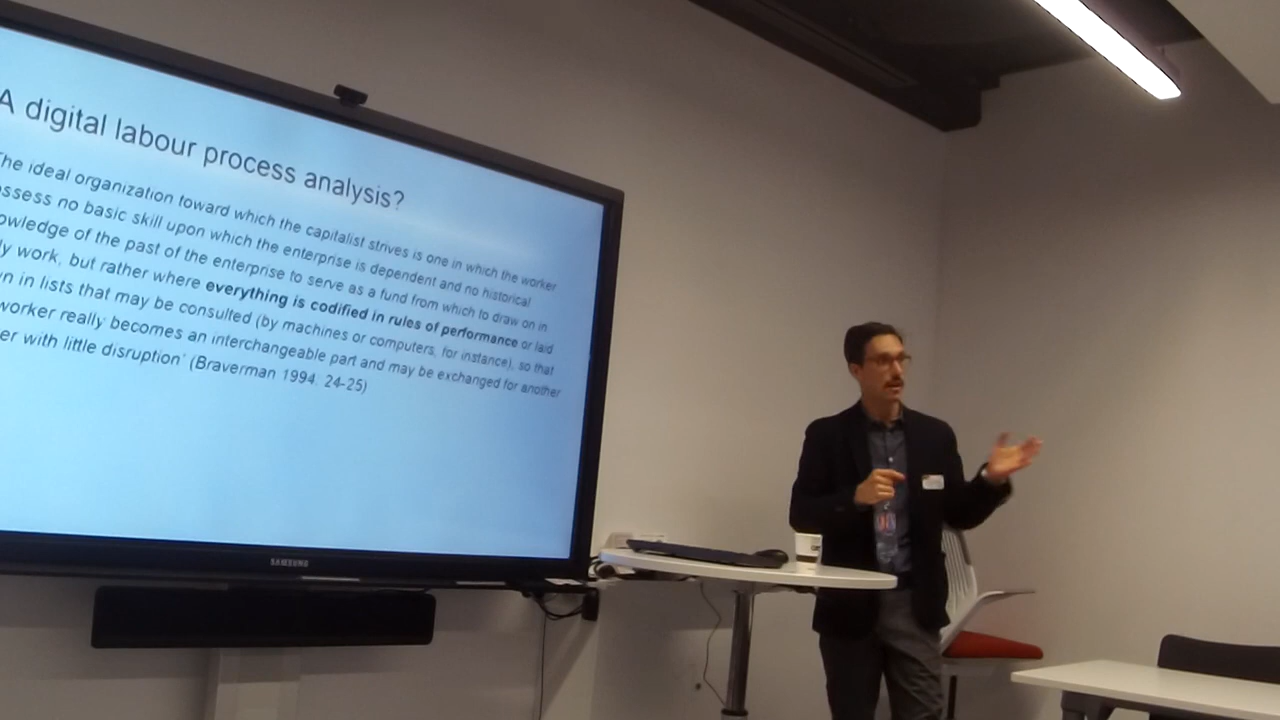 A digital labour process analysis?
The ideal organization toward which the capitalist strives is one in which the worker
ssess no basic skill upon which the enterprise is dependent and no historical
owledge of the past of the enterprise to serve as a fund from which to draw on in
ly work, but rather where everything is codified in rules of performance or laid
n in lists that may be consulted (by machines or computers, for instance), so that
worker really becomes an interchangeable part and may be exchanged for another
er with little disruption' (Braverman 1994. 24-25)
SAMSUNG